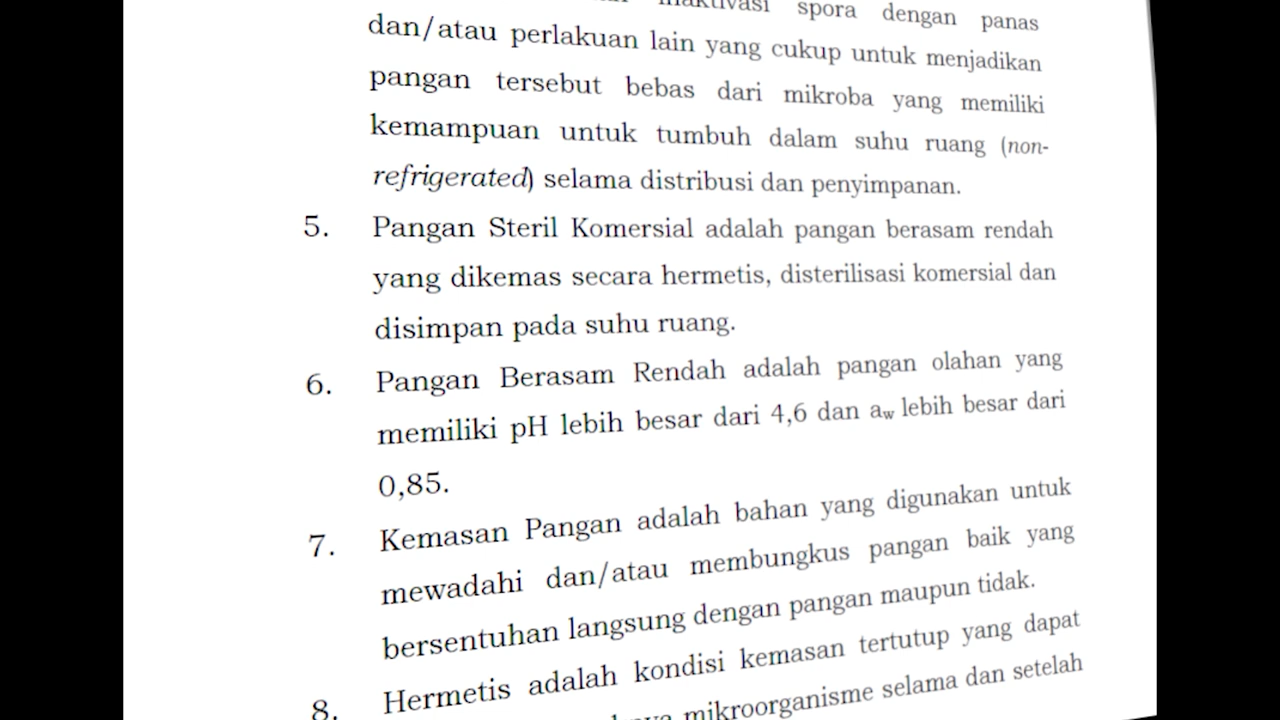 inaktivasi spora dengan panas
dan/atau perlakuan lain yang cukup untuk menjadikan
pangan tersebut bebas dari mikroba yang memiliki
kemampuan untuk tumbuh dalam suhu ruang (non-
refrigerated) selama distribusi dan penyimpanan.
5. Pangan Steril Komersial adalah pangan berasam rendah
yang dikemas secara hermetis, disterilisasi komersial dan
disimpan pada suhu ruang.
6. Pangan Berasam Rendah adalah pangan olahan yang
memiliki pH lebih besar dari 4,6 dan aw lebih besar dari
0,85.
7. Kemasan Pangan adalah bahan yang digunakan untuk
mewadahi dan/atau membungkus pangan baik yang
bersentuhan langsung dengan pangan maupun tidak.
8. Hermetis adalah kondisi kemasan tertutup yang dapat
mikroorganisme selama dan setelah